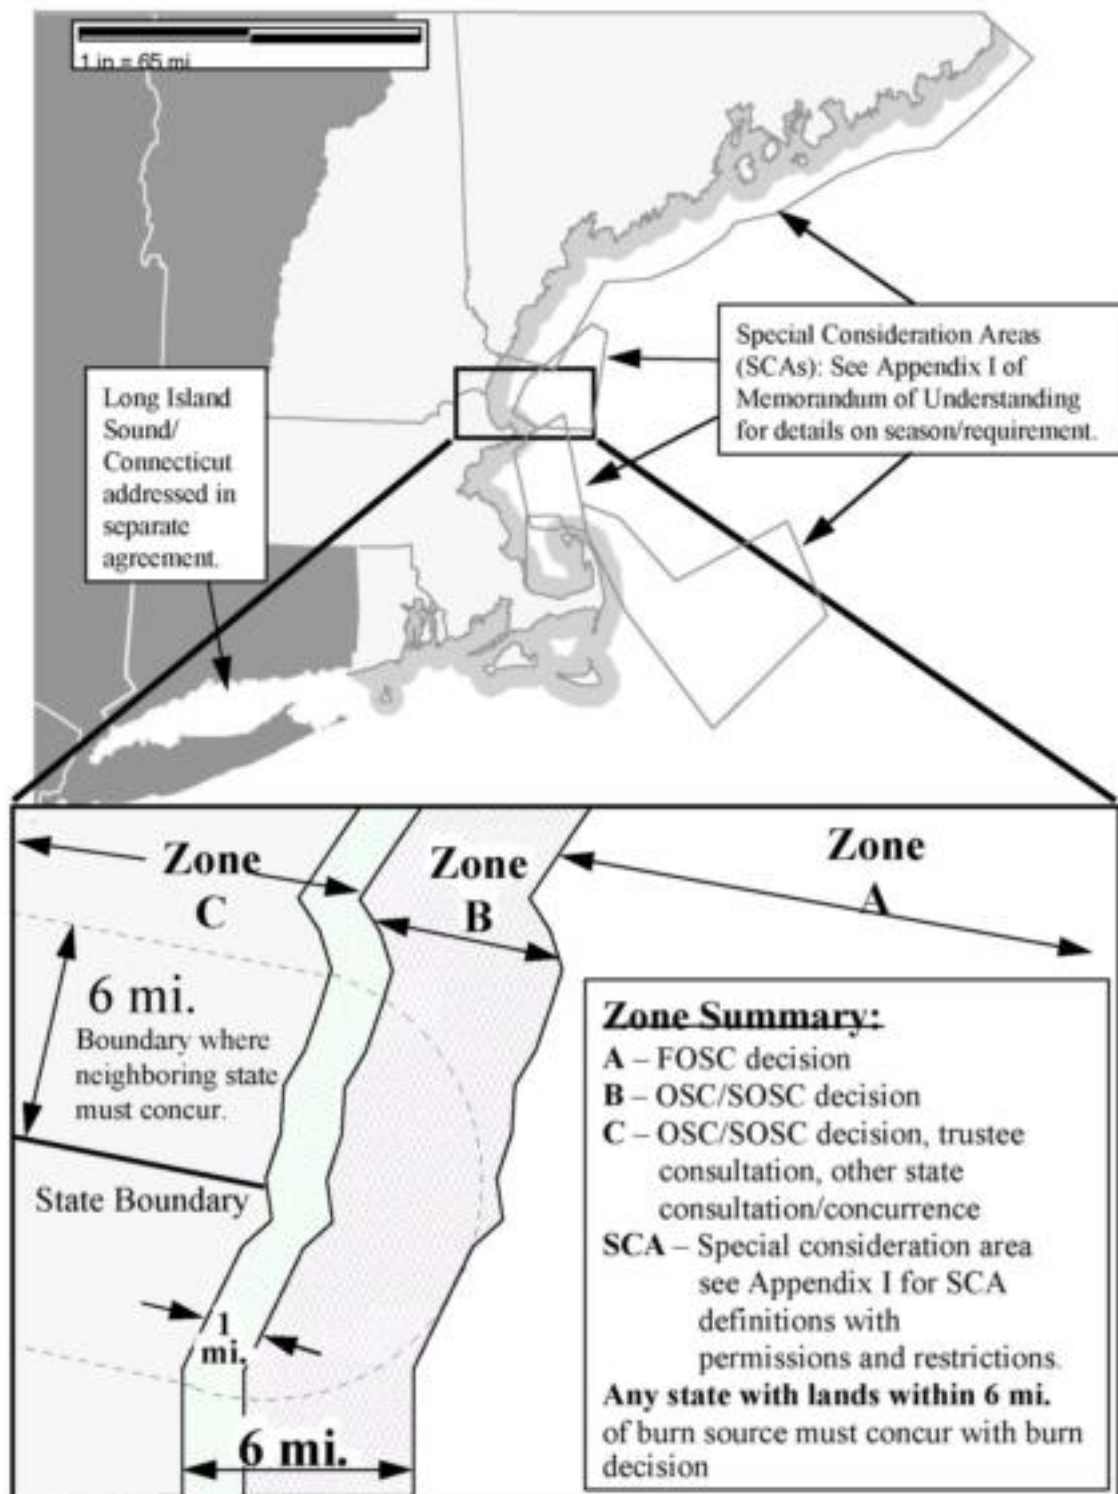 1 in = 65 mi
Long Island
Sound/
Connecticut
addressed in
separate
agreement.
Special Consideration Areas
(SCAs): See Appendix I of
Memorandum of Understanding
for details on season/requirement.
Zone
C
Zone
B
Zone
A
6 mi.
Boundary where
neighboring state
must concur.
State Boundary
1
mi.
6 mi.
Zone Summary:
A – FOSC decision
B – OSC/SOSC decision
C – OSC/SOSC decision, trustee
consultation, other state
consultation/concurrence
SCA – Special consideration area
see Appendix I for SCA
definitions with
permissions and restrictions.
Any state with lands within 6 mi.
of burn source must concur with burn
decision